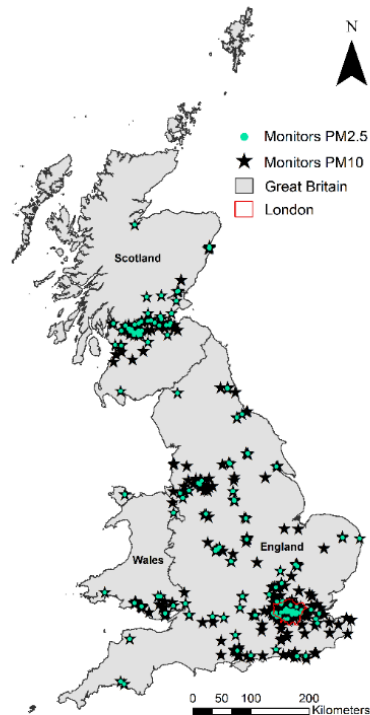 N
Monitors PM2.5
Monitors PM10
Great Britain
London
Scotland
Wales
England
0 50 100 200
Kilometers